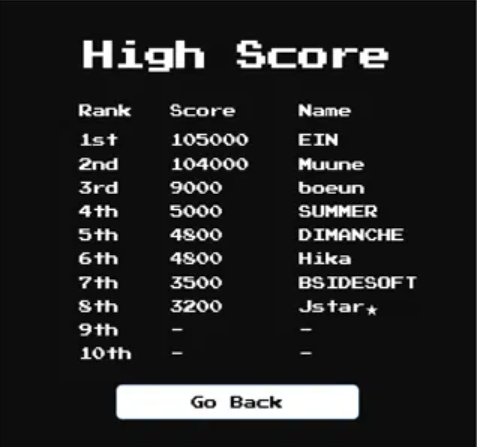 High Score
Rank Score Name
1st 105000 EIN
2nd 104000 Muune
3rd 9000 boeun
4th 5000 SUMMER
5th 4800 DIMANCHE
6th 4800 Hika
7th 3500 BSIDESOFT
8th 3200 Jstar★
9th - -
10th - -
Go Back